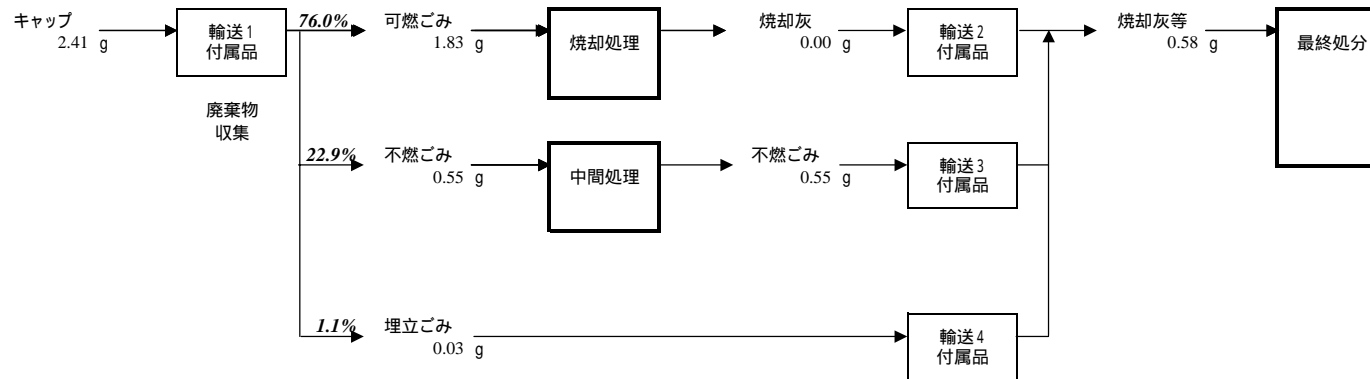 キャップ
2.41 g
輸送1
付属品
廃棄物
収集
76.0%
可燃ごみ
1.83 g
焼却処理
焼却灰
0.00 g
輸送2
付属品
焼却灰等
0.58 g
最終処分
22.9%
不燃ごみ
0.55 g
中間処理
不燃ごみ
0.55 g
輸送3
付属品
1.1%
埋立ごみ
0.03 g
輸送4
付属品